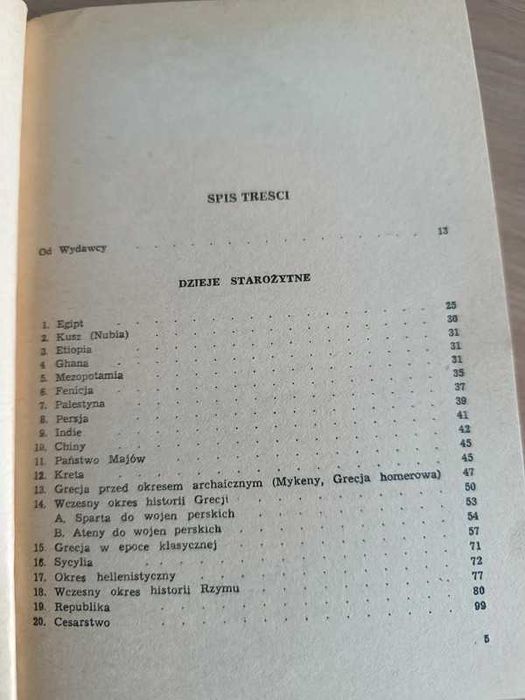 SPIS TREŚCI
Od Wydawcy . . . . . . . . . . . . 13
DZIEJE STAROŻYTNE
1. Egipt . . . . . . . . . . . . 25
2. Kusz (Nubia) . . . . . . . . . . . . 30
3. Etiopia . . . . . . . . . . . . 31
4 Ghana . . . . . . . . . . . . 31
5. Mezopotamia . . . . . . . . . . . . 31
6. Fenicja . . . . . . . . . . . . 35
7. Palestyna . . . . . . . . . . . . 37
8. Persja . . . . . . . . . . . . 39
9. Indie . . . . . . . . . . . . 41
10. Chiny . . . . . . . . . . . . 42
11. Państwo Majów . . . . . . . . . . . . 45
12. Kreta . . . . . . . . . . . . 45
13. Grecja przed okresem archaicznym (Mykeny, Grecja homerowa) 47
14. Wczesny okres historii Grecji . . . . . . . . 50
A. Sparta do wojen perskich . . . . . . . . 53
B. Ateny do wojen perskich . . . . . . . . 54
15. Grecja w epoce klasycznej . . . . . . . . 57
16. Sycylia . . . . . . . . . . . . 71
17. Okres hellenistyczny . . . . . . . . . . 72
18. Wczesny okres historii Rzymu . . . . . . . . 77
19. Republika . . . . . . . . . . . . 80
20. Cesarstwo . . . . . . . . . . . . 99
5